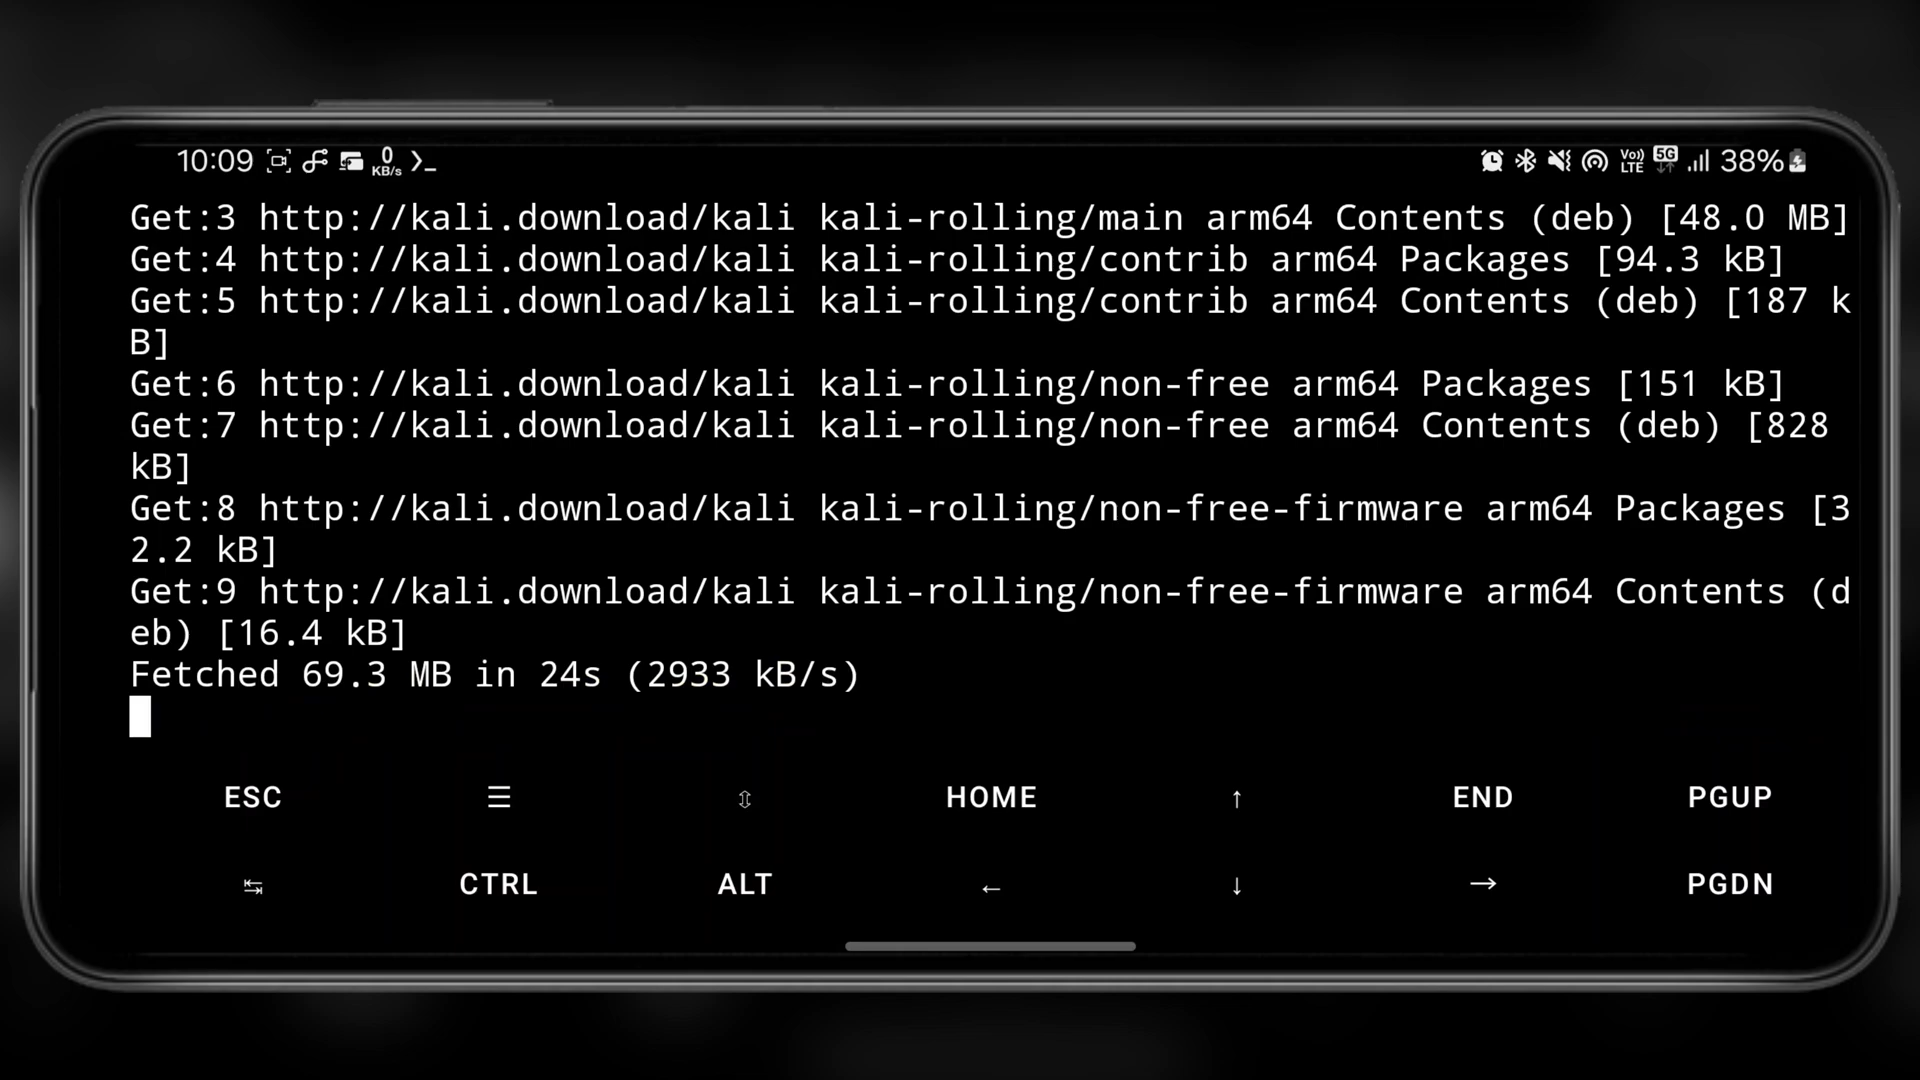 10:09 0 KB/s Vo)) LTE 5G 38%
Get:3 http://kali.download/kali kali-rolling/main arm64 Contents (deb) [48.0 MB]
Get:4 http://kali.download/kali kali-rolling/contrib arm64 Packages [94.3 kB]
Get:5 http://kali.download/kali kali-rolling/contrib arm64 Contents (deb) [187 k
B]
Get:6 http://kali.download/kali kali-rolling/non-free arm64 Packages [151 kB]
Get:7 http://kali.download/kali kali-rolling/non-free arm64 Contents (deb) [828
kB]
Get:8 http://kali.download/kali kali-rolling/non-free-firmware arm64 Packages [3
2.2 kB]
Get:9 http://kali.download/kali kali-rolling/non-free-firmware arm64 Contents (d
eb) [16.4 kB]
Fetched 69.3 MB in 24s (2933 kB/s)
ESC ☰ ⇳ HOME ↑ END PGUP
↹ CTRL ALT ← ↓ → PGDN